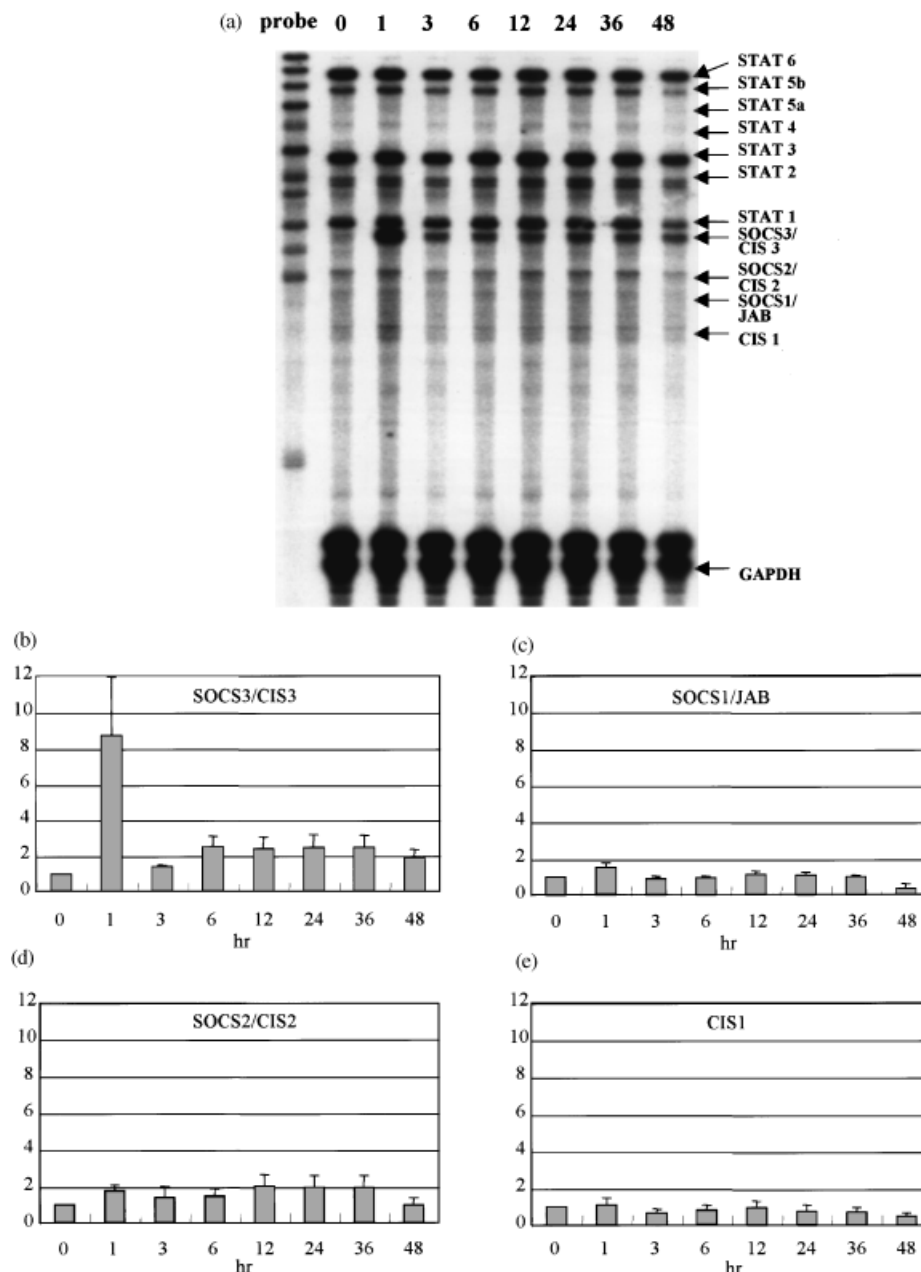 (a) probe 0 1 3 6 12 24 36 48
STAT 6
STAT 5b
STAT 5a
STAT 4
STAT 3
STAT 2
STAT 1
SOCS3/
CIS 3
SOCS2/
CIS 2
SOCS1/
JAB
CIS 1
GAPDH
(b)
SOCS3/CIS3
12
10
8
6
4
2
0
0 1 3 6 12 24 36 48
hr
(c)
SOCS1/JAB
12
10
8
6
4
2
0
0 1 3 6 12 24 36 48
hr
(d)
SOCS2/CIS2
12
10
8
6
4
2
0
0 1 3 6 12 24 36 48
hr
(e)
CIS1
12
10
8
6
4
2
0
0 1 3 6 12 24 36 48
hr